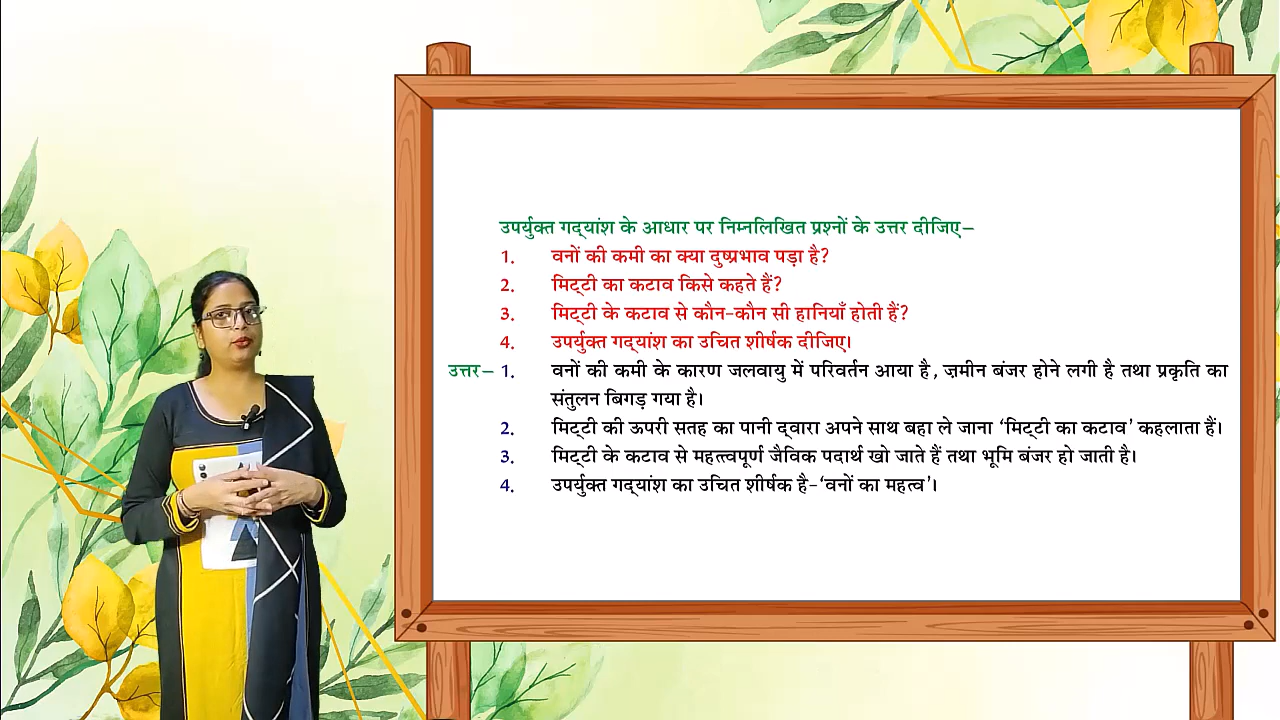 उपर्युक्त गद्‌यांश के आधार पर निम्नलिखित प्रश्नों के उत्तर दीजिए–
1. वनों की कमी का क्या दुष्प्रभाव पड़ा है?
2. मिट्‌टी का कटाव किसे कहते हैं?
3. मिट्‌टी के कटाव से कौन-कौन सी हानियाँ होती हैं?
4. उपर्युक्त गद्‌यांश का उचित शीर्षक दीजिए।
उत्तर– 1. वनों की कमी के कारण जलवायु में परिवर्तन आया है, ज़मीन बंजर होने लगी है तथा प्रकृति का
संतुलन बिगड़ गया है।
2. मिट्‌टी की ऊपरी सतह का पानी द्‌वारा अपने साथ बहा ले जाना ‘मिट्‌टी का कटाव’ कहलाता हैं।
3. मिट्‌टी के कटाव से महत्त्वपूर्ण जैविक पदार्थ खो जाते हैं तथा भूमि बंजर हो जाती है।
4. उपर्युक्त गद्‌यांश का उचित शीर्षक है-‘वनों का महत्व’।